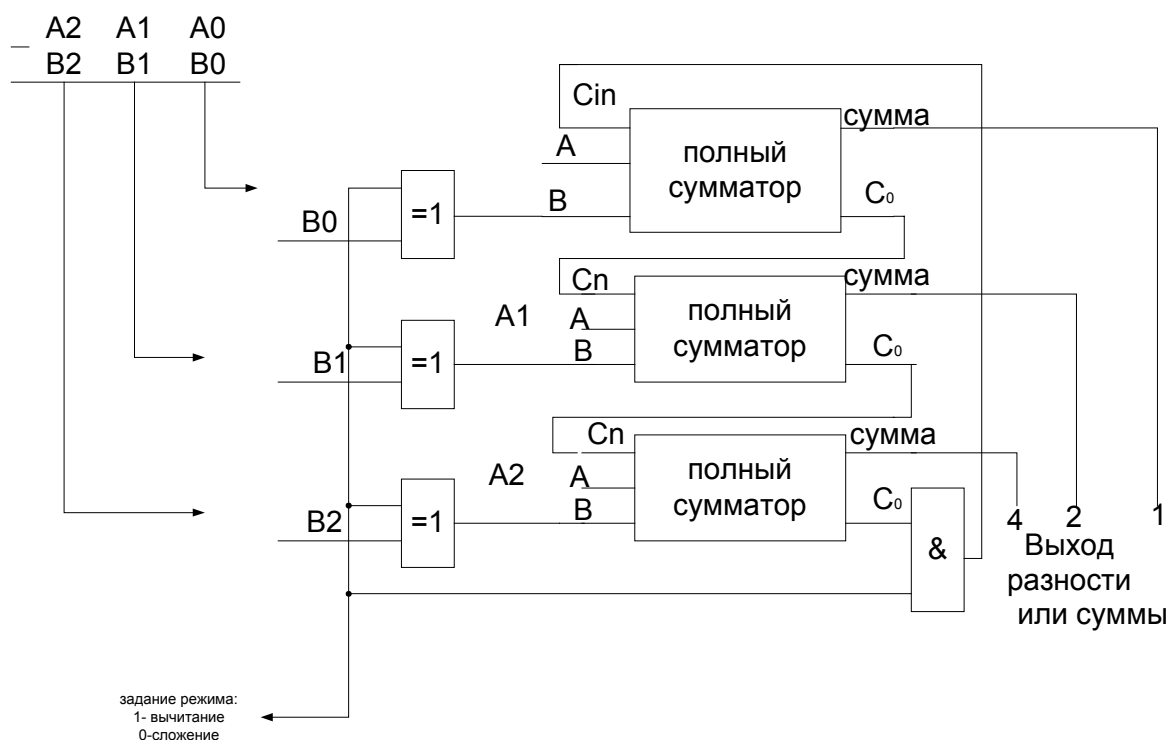 A2 A1 A0
B2 B1 B0
Cin
сумма
A
полный
сумматор
B
C₀
=1
B0
Cn
сумма
A1
A
полный
сумматор
B
C₀
=1
B1
Cn
сумма
A2
A
полный
сумматор
B
C₀
=1
B2
&
4 2 1
Выход
разности
или суммы
задание режима:
1- вычитание
0-сложение